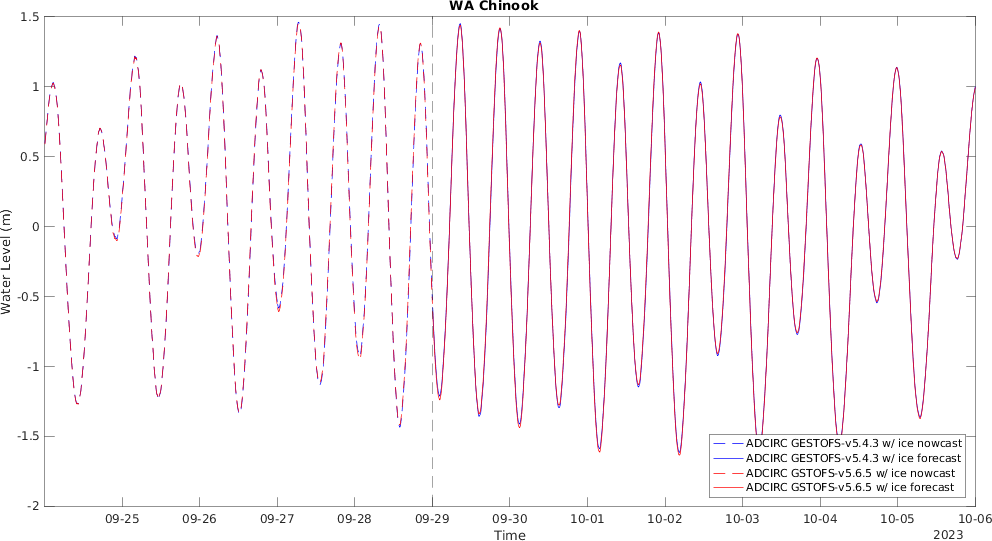 WA Chinook
1.5
1
0.5
0
-0.5
-1
-1.5
-2
Water Level (m)
ADCIRC GESTOFS-v5.4.3 w/ ice nowcast
ADCIRC GESTOFS-v5.4.3 w/ ice forecast
ADCIRC GSTOFS-v5.6.5 w/ ice nowcast
ADCIRC GSTOFS-v5.6.5 w/ ice forecast
09-25 09-26 09-27 09-28 09-29 09-30 10-01 10-02 10-03 10-04 10-05 10-06
Time
2023